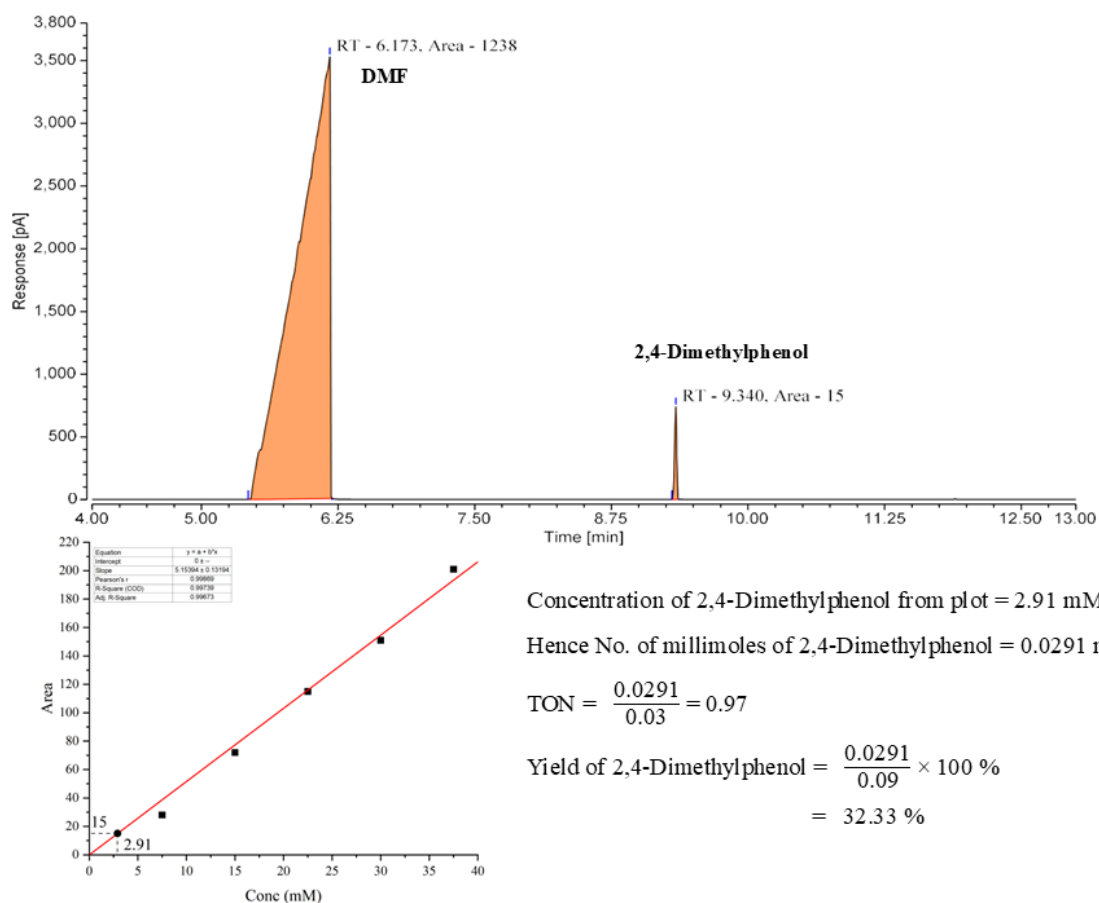 3,800
3,500
3,000
2,500
2,000
1,500
1,000
500
0
Response [pA]
RT - 6.173, Area - 1238
DMF
2,4-Dimethylphenol
RT - 9.340, Area - 15
4.00 5.00 6.25 7.50 8.75 10.00 11.25 12.50 13.00
Time [min]
220
200
180
160
140
120
100
80
60
40
20
0
Area
Equation y = a + b*x
Intercept 0 ± --
Slope 5.15394 ± 0.13194
Pearson's r 0.99869
R-Square (COD) 0.99739
Adj. R-Square 0.99673
15
2.91
0 5 10 15 20 25 30 35 40
Conc (mM)
Concentration of 2,4-Dimethylphenol from plot = 2.91 mM
Hence No. of millimoles of 2,4-Dimethylphenol = 0.0291
TON = 0.0291 / 0.03 = 0.97
Yield of 2,4-Dimethylphenol = 0.0291 / 0.09 × 100 %
= 32.33 %